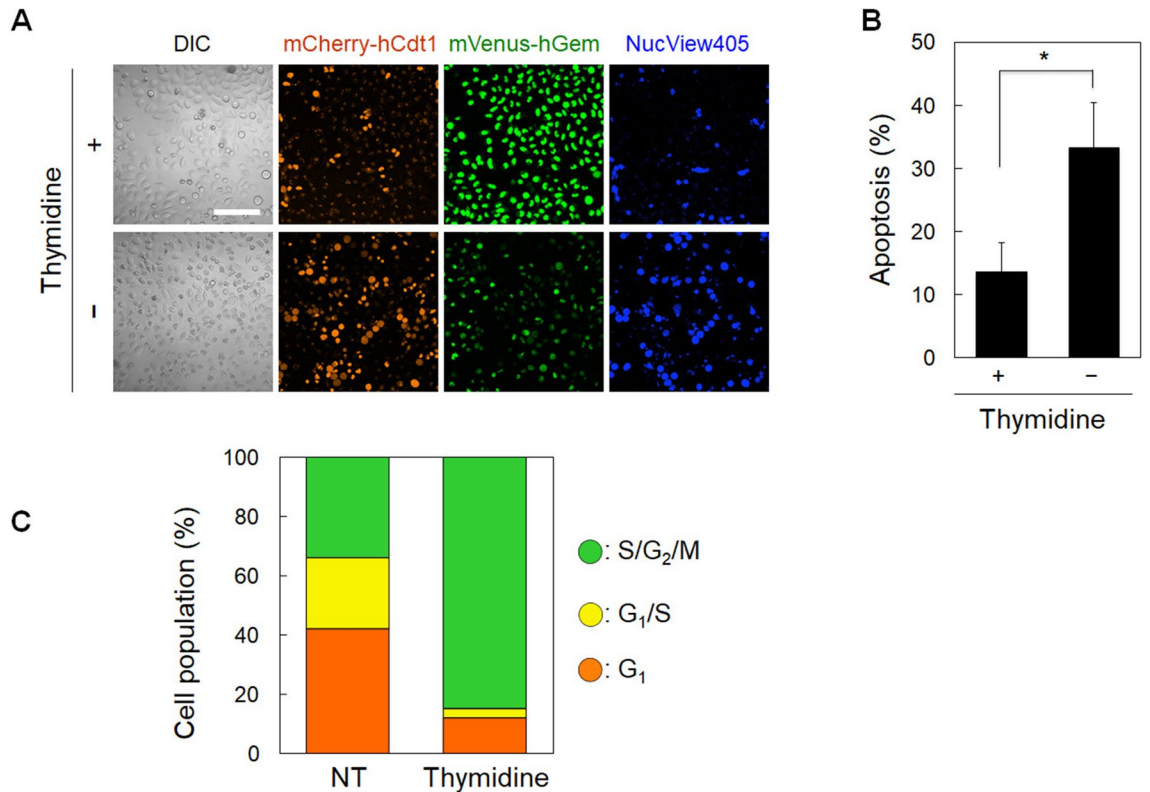 A
DIC mCherry-hCdt1 mVenus-hGem NucView405
Thymidine
+
−
B
50
40
30
20
10
0
Apoptosis (%)
*
+ −
Thymidine
C
100
80
60
40
20
0
Cell population (%)
NT Thymidine
: S/G₂/M
: G₁/S
: G₁